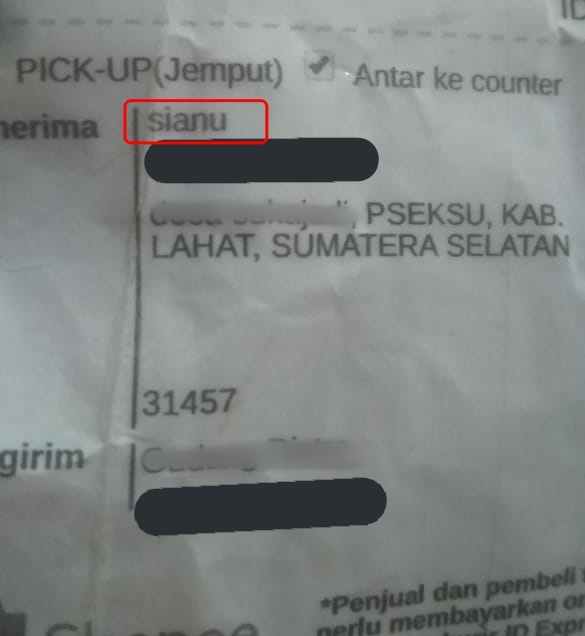 ID
PICK-UP(Jemput) ✓ Antar ke counter
nerima sianu
PSEKSU, KAB.
LAHAT, SUMATERA SELATAN
31457
girim
*Penjual dan pembeli
perlu membayarkan